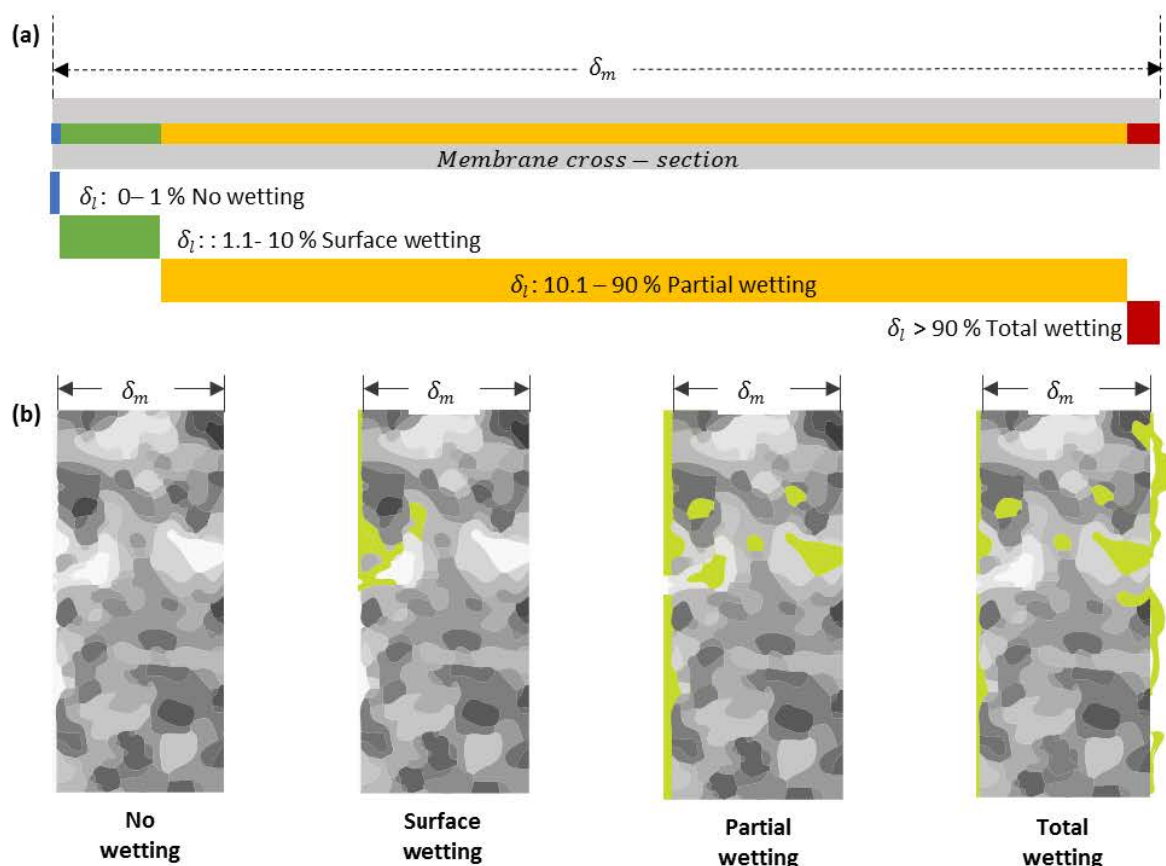 (a)
δₘ
Membrane cross − section
δₗ: 0– 1 % No wetting
δₗ: : 1.1- 10 % Surface wetting
δₗ: 10.1 – 90 % Partial wetting
δₗ > 90 % Total wetting
(b)
δₘ
δₘ
δₘ
δₘ
No
wetting
Surface
wetting
Partial
wetting
Total
wetting